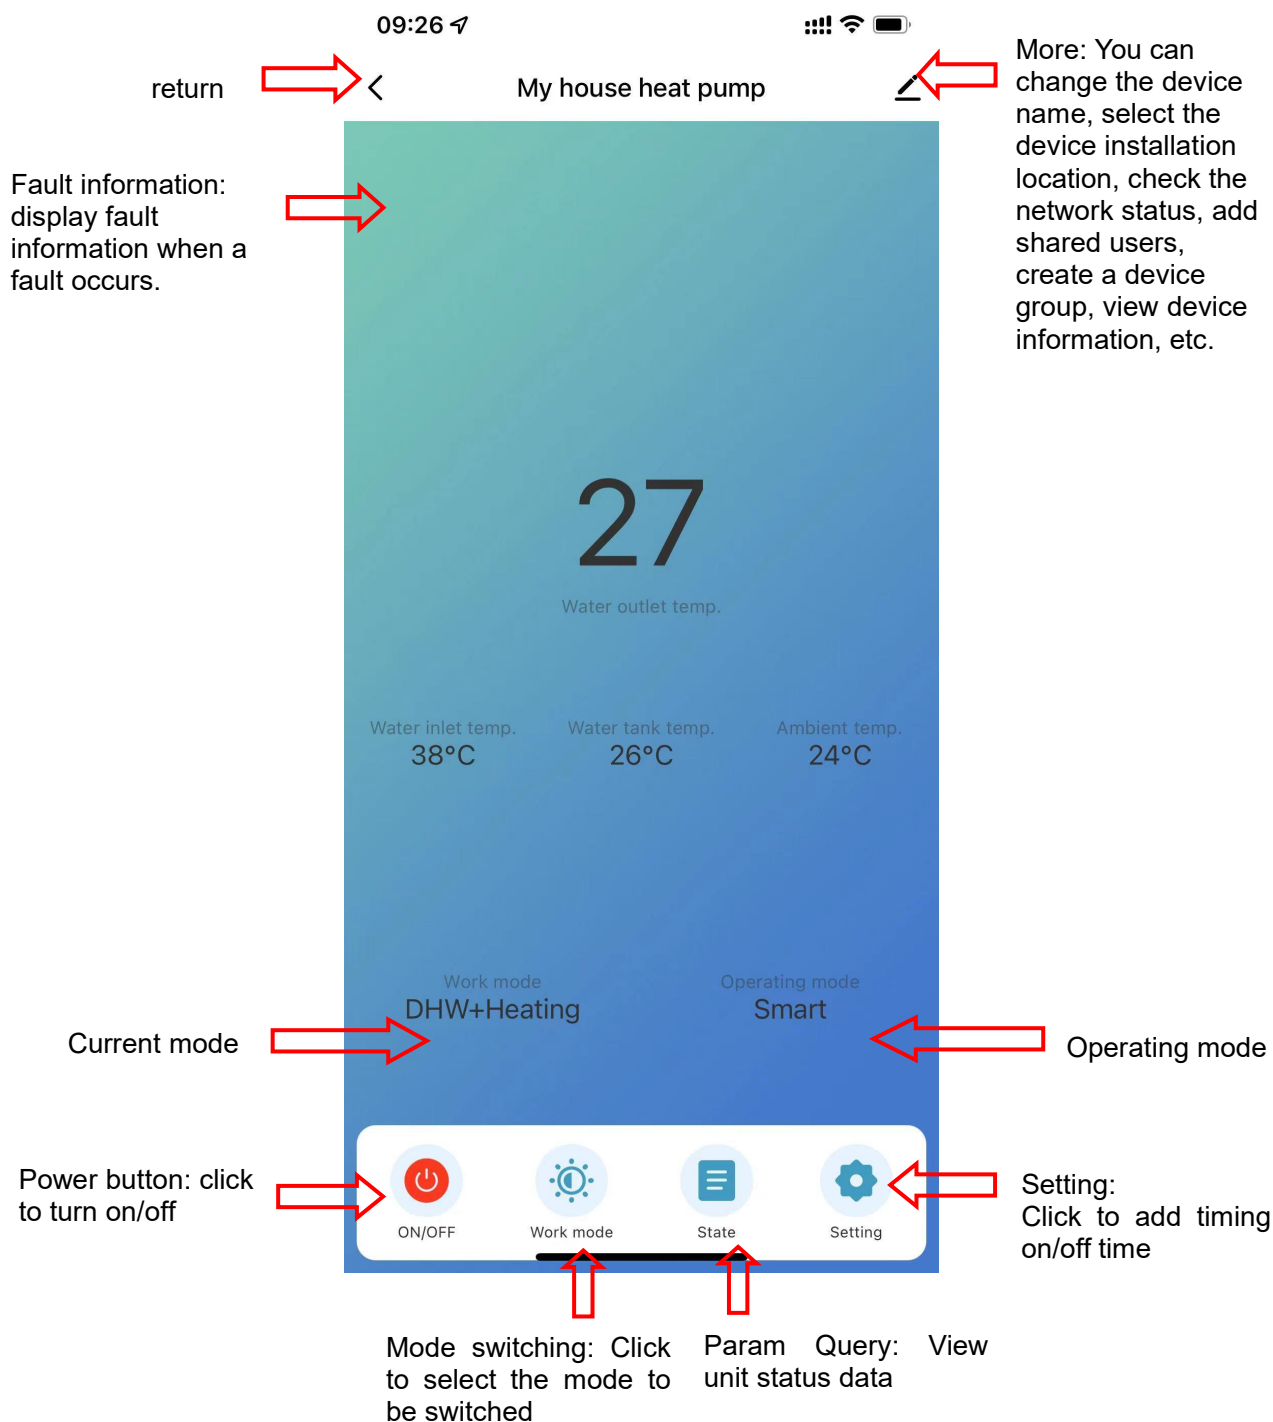 09:26
return
My house heat pump
More: You can
change the device
name, select the
device installation
location, check the
network status, add
shared users,
create a device
group, view device
information, etc.
Fault information:
display fault
information when a
fault occurs.
27
Water outlet temp.
Water inlet temp.
38°C
Water tank temp.
26°C
Ambient temp.
24°C
Work mode
DHW+Heating
Operating mode
Smart
Current mode
Operating mode
Power button: click
to turn on/off
ON/OFF
Work mode
State
Setting
Setting:
Click to add timing
on/off time
Mode switching: Click
to select the mode to
be switched
Param Query: View
unit status data